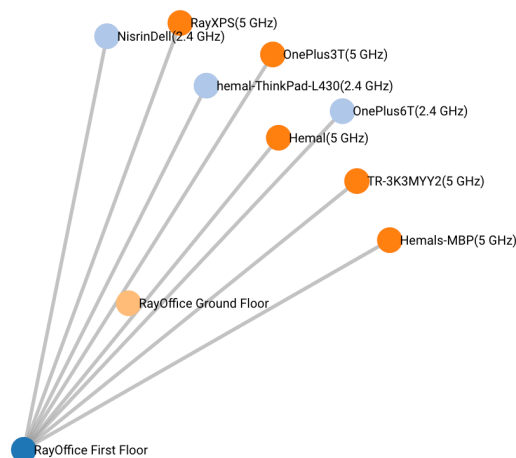 RayXPS(5 GHz)
NisrinDell(2.4 GHz)
OnePlus3T(5 GHz)
hemal-ThinkPad-L430(2.4 GHz)
OnePlus6T(2.4 GHz)
Hemal(5 GHz)
TR-3K3MYY2(5 GHz)
Hemals-MBP(5 GHz)
RayOffice Ground Floor
RayOffice First Floor